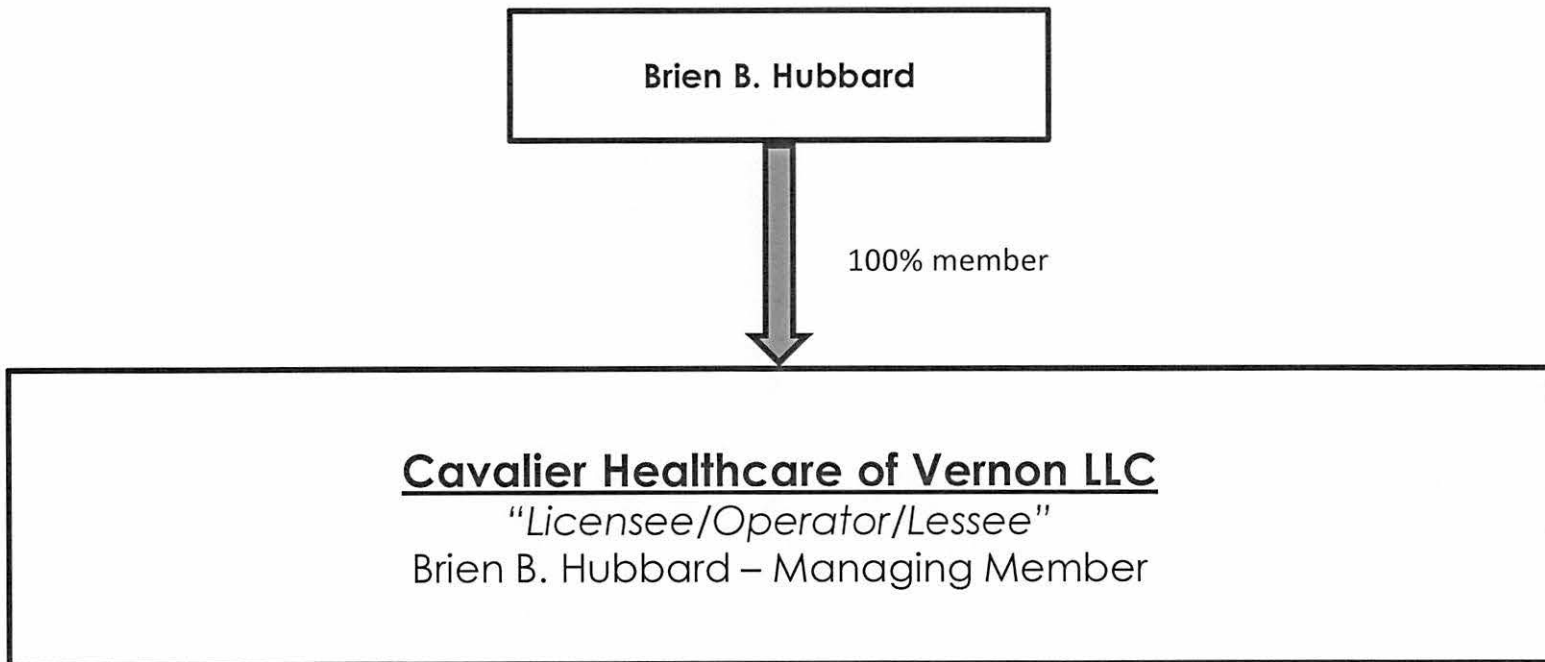 Brien B. Hubbard
100% member
Cavalier Healthcare of Vernon LLC
“Licensee/Operator/Lessee”
Brien B. Hubbard – Managing Member